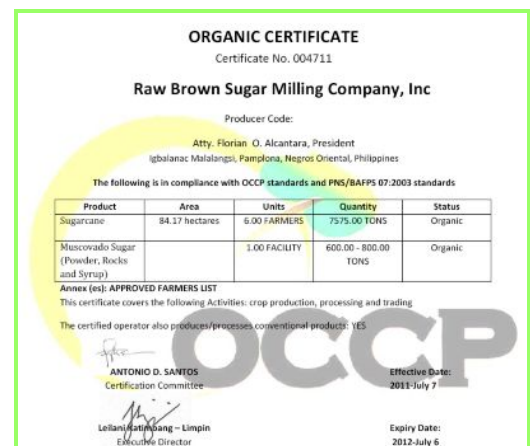 ORGANIC CERTIFICATE
Certificate No. 004711
Raw Brown Sugar Milling Company, Inc
Producer Code:
Atty. Florian O. Alcantara, President
Igbalanac Malalangsi, Pamplona, Negros Oriental, Philippines
The following is in compliance with OCCP standards and PNS/BAFPS 07:2003 standards
Product Area Units Quantity Status
Sugarcane 84.17 hectares 6.00 FARMERS 7575.00 TONS Organic
Muscovado Sugar 1.00 FACILITY 600.00 - 800.00 Organic
(Powder, Rocks TONS
and Syrup)
Annex (es): APPROVED FARMERS LIST
This certificate covers the following Activities: crop production, processing and trading
The certified operator also produces/processes conventional products: YES
OCCP
ANTONIO D. SANTOS Effective Date:
Certification Committee 2011-July 7
Leilani Katimbang – Limpin Expiry Date:
Executive Director 2012-July 6